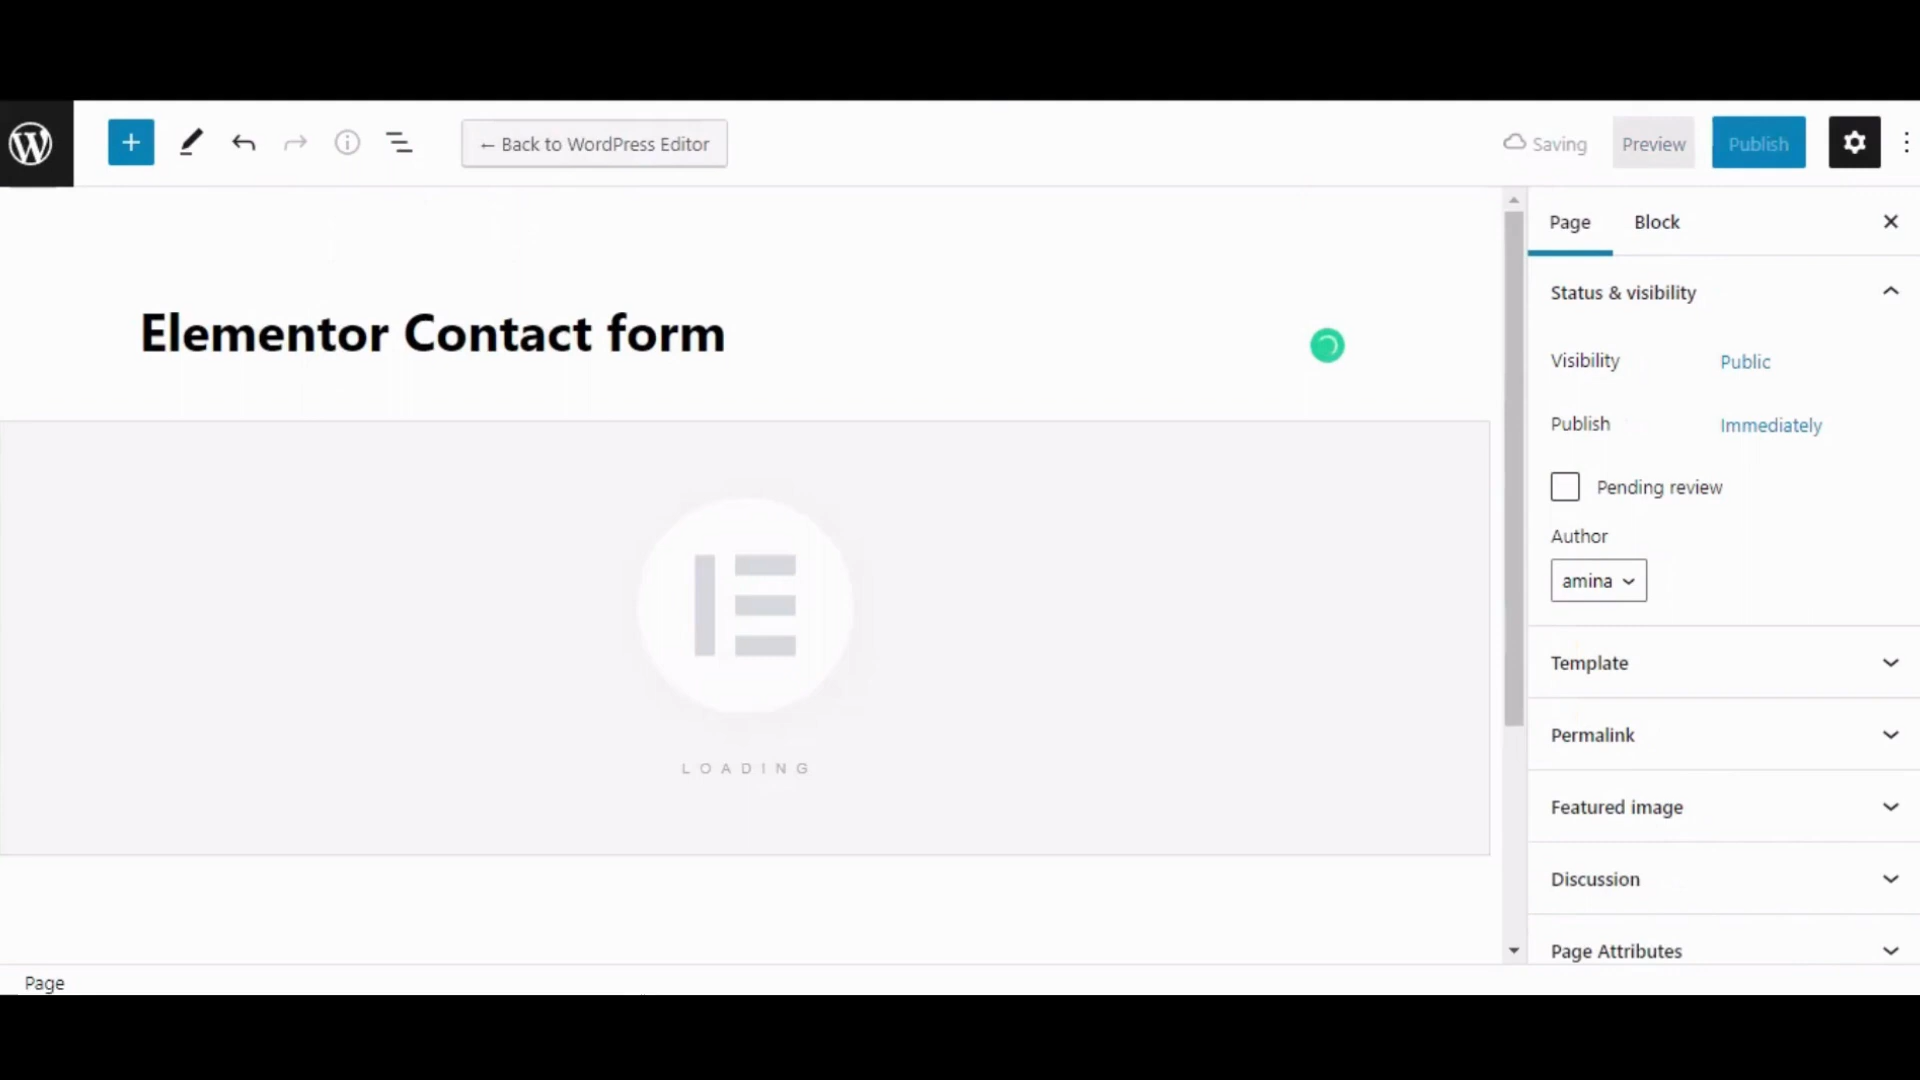 ← Back to WordPress Editor
Saving
Preview
Publish
Page
Block
Status & visibility
Elementor Contact form
Visibility
Public
Publish
Immediately
Pending review
Author
amina
Template
Permalink
LOADING
Featured image
Discussion
Page Attributes
Page